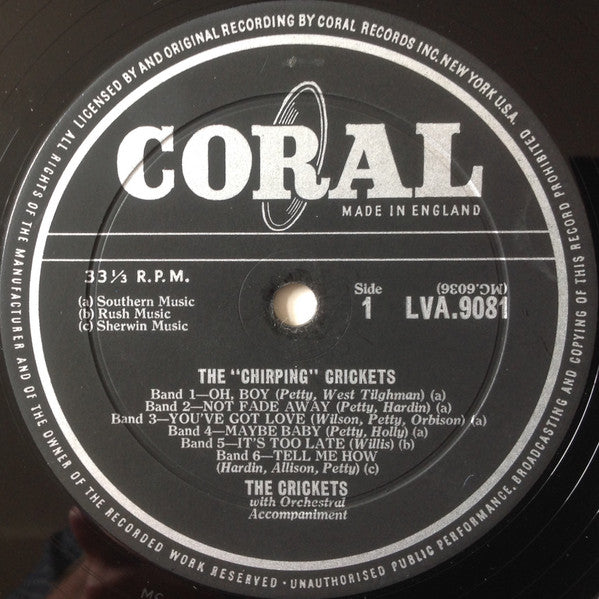 ALL RIGHTS OF THE MANUFACTURER AND OF THE OWNER OF THE RECORDED WORK RESERVED · UNAUTHORISED PUBLIC PERFORMANCE, BROADCASTING AND COPYING OF THIS RECORD PROHIBITED
LICENSED BY AND ORIGINAL RECORDING BY CORAL RECORDS INC. NEW YORK U.S.A.
CORAL
MADE IN ENGLAND
33⅓ R.P.M.
(a) Southern Music
(b) Rush Music
(c) Sherwin Music
Side
1
(MG.6036)
LVA.9081
THE "CHIRPING" CRICKETS
Band 1—OH, BOY (Petty, West Tilghman) (a)
Band 2—NOT FADE AWAY (Petty, Hardin) (a)
Band 3—YOU'VE GOT LOVE (Wilson, Petty, Orbison) (a)
Band 4—MAYBE BABY (Petty, Holly) (a)
Band 5—IT'S TOO LATE (Willis) (b)
Band 6—TELL ME HOW
(Hardin, Allison, Petty) (c)
THE CRICKETS
with Orchestral
Accompaniment